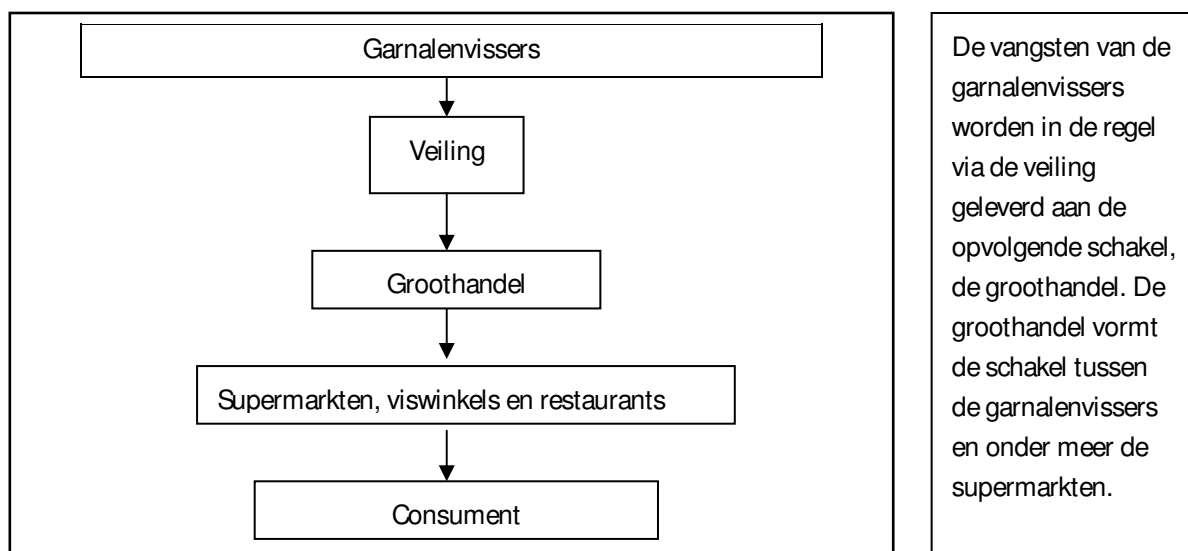 Garnalenvissers
Veiling
Groothandel
Supermarkten, viswinkels en restaurants
Consument
De vangsten van de
garnalenvissers
worden in de regel
via de veiling
geleverd aan de
opvolgende schakel,
de groothandel. De
groothandel vormt
de schakel tussen
de garnalenvissers
en onder meer de
supermarkten.